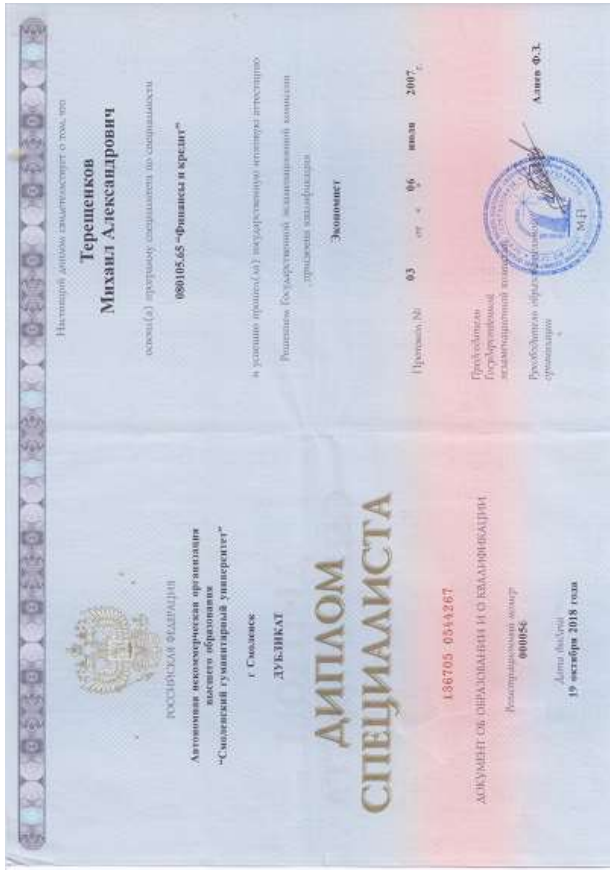 РОССИЙСКАЯ ФЕДЕРАЦИЯ
Автономная некоммерческая организация
высшего образования
"Смоленский гуманитарный университет"
г Смоленск
ДУБЛИКАТ
ДИПЛОМ
СПЕЦИАЛИСТА
136705 0544267
ДОКУМЕНТ ОБ ОБРАЗОВАНИИ И О КВАЛИФИКАЦИИ
Регистрационный номер
000056
Дата выдачи
19 октября 2018 года
Настоящий диплом свидетельствует о том, что
Терещенков
Михаил Александрович
освоил(а) программу специалитета по специальности
080105.65 "Финансы и кредит"
и успешно прошел(ла) государственную итоговую аттестацию
Решением Государственной экзаменационной комиссии
присвоена квалификация
Экономист
Протокол № 03 от « 06 » июля 2007 г.
Председатель
Государственной
экзаменационной комиссии
Руководитель образовательной
организации
Алиев Ф.З.
М.П.